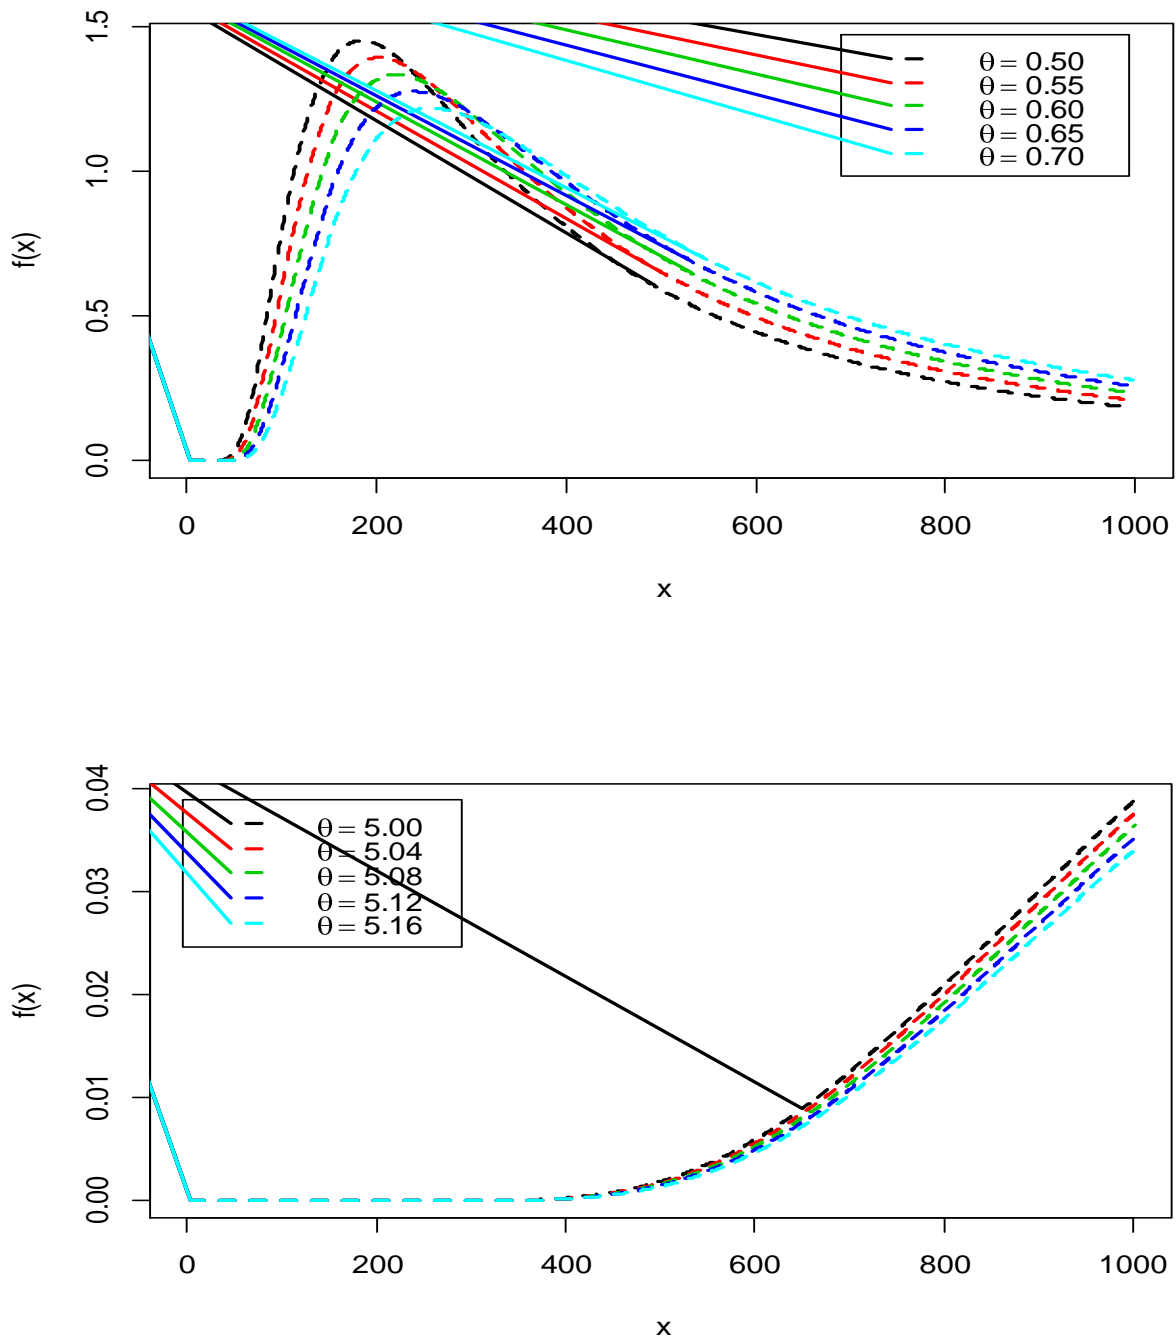 1.5
1.0
0.5
0.0
f(x)
θ = 0.50
θ = 0.55
θ = 0.60
θ = 0.65
θ = 0.70
0 200 400 600 800 1000
x
0.04
0.03
0.02
0.01
0.00
f(x)
θ = 5.00
θ = 5.04
θ = 5.08
θ = 5.12
θ = 5.16
0 200 400 600 800 1000
x